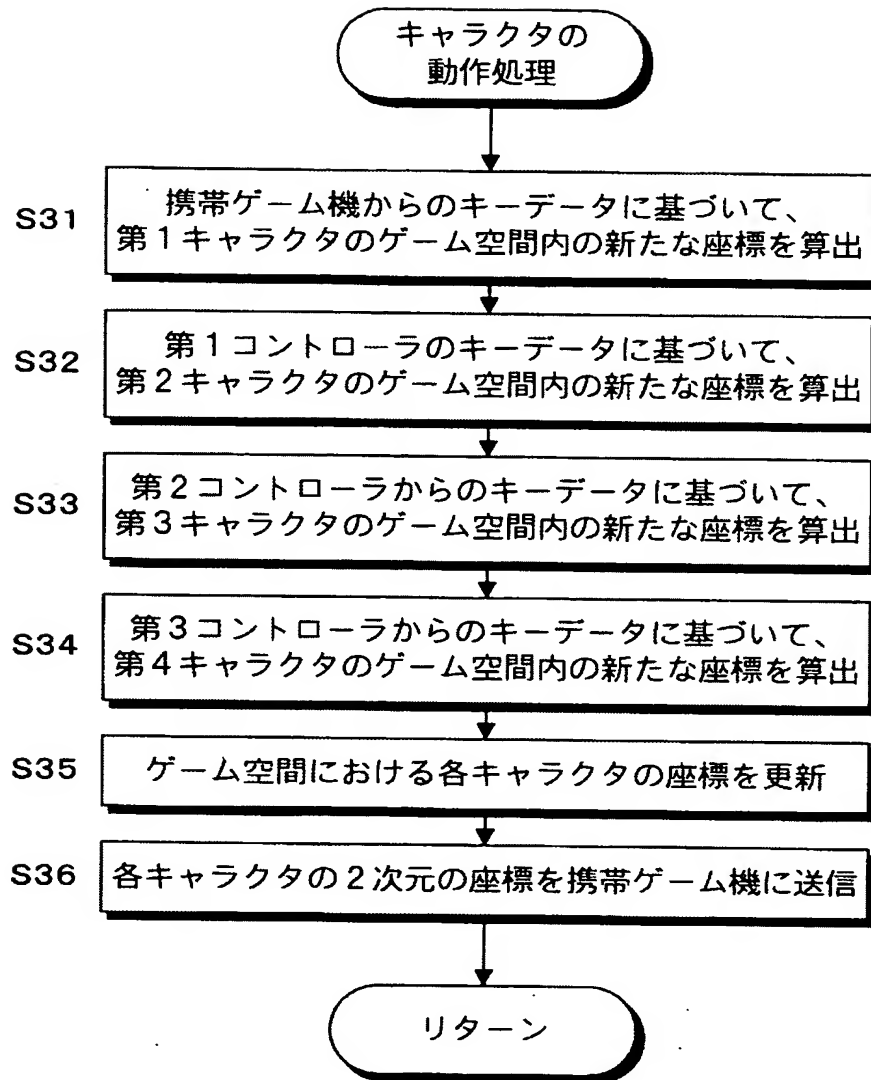 キャラクタの
動作処理
S31
携帯ゲーム機からのキーデータに基づいて、
第１キャラクタのゲーム空間内の新たな座標を算出
S32
第１コントローラのキーデータに基づいて、
第２キャラクタのゲーム空間内の新たな座標を算出
S33
第２コントローラからのキーデータに基づいて、
第３キャラクタのゲーム空間内の新たな座標を算出
S34
第３コントローラからのキーデータに基づいて、
第４キャラクタのゲーム空間内の新たな座標を算出
S35
ゲーム空間における各キャラクタの座標を更新
S36
各キャラクタの２次元の座標を携帯ゲーム機に送信
リターン